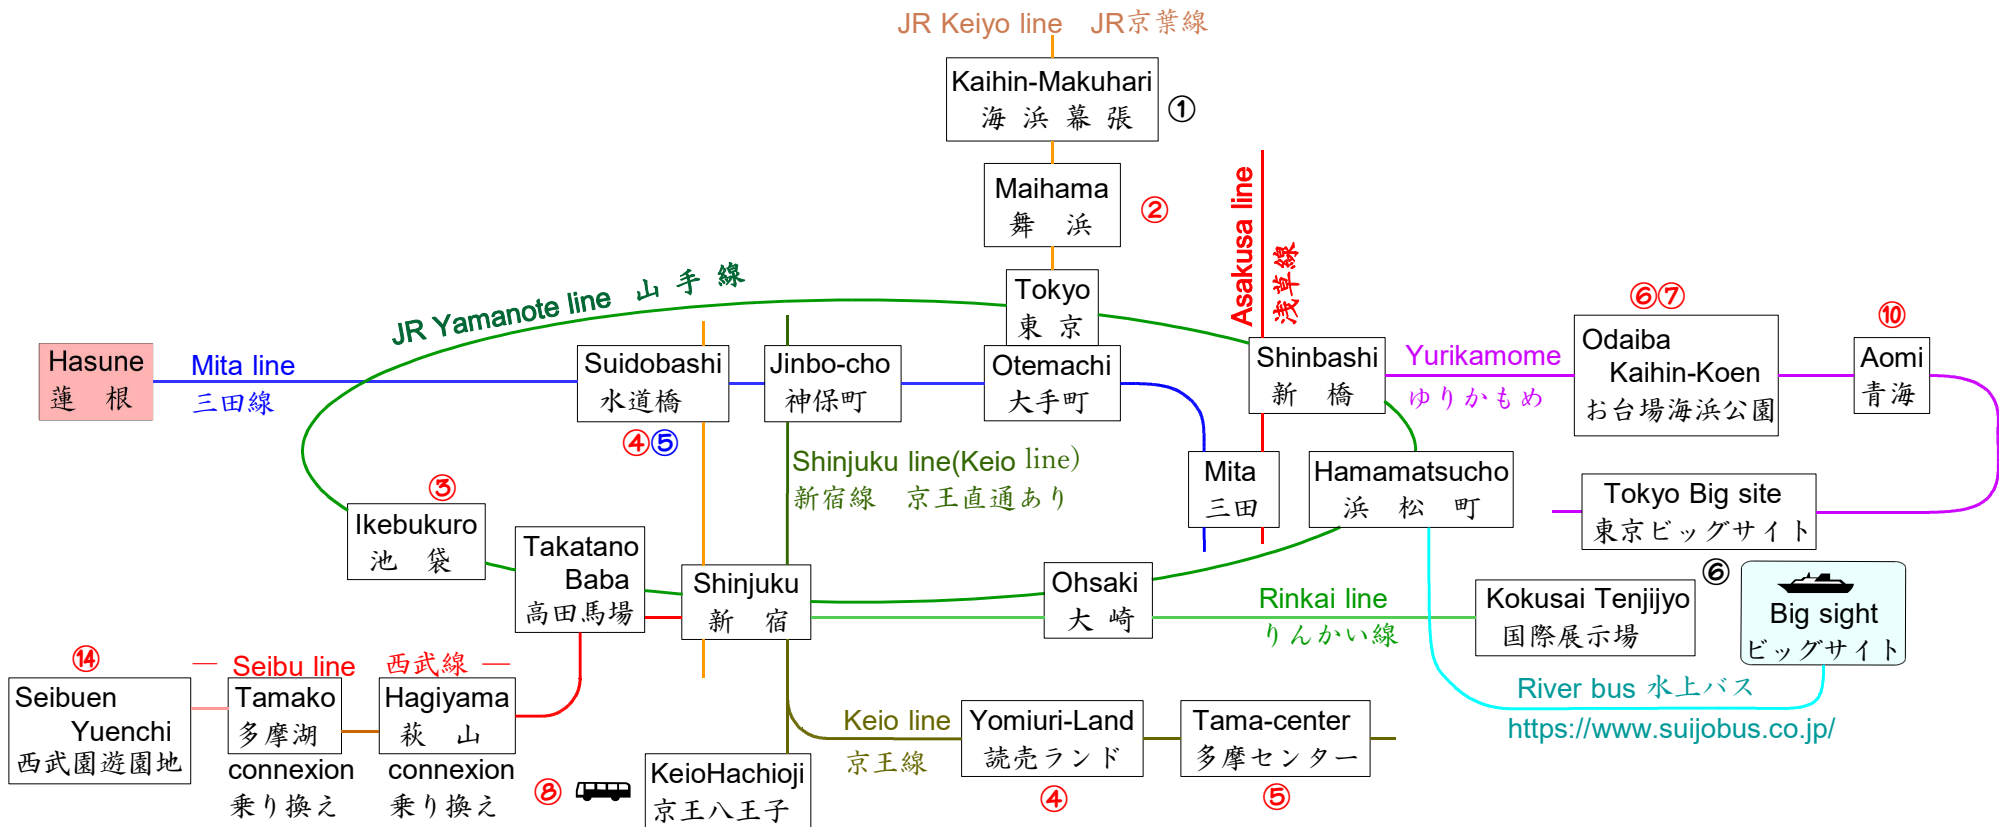 JR Keiyo line JR京葉線
Kaihin-Makuhari
海浜幕張
①
Maihama
舞浜
②
Asakusa line
浅草線
JR Yamanote line 山手線
Tokyo
東京
Hasune
蓮根
Mita line
三田線
Suidobashi
水道橋
④⑤
Jinbo-cho
神保町
Otemachi
大手町
Shinbashi
新橋
Yurikamome
ゆりかもめ
⑥⑦
Odaiba
Kaihin-Koen
お台場海浜公園
⑩
Aomi
青海
Shinjuku line(Keio line)
新宿線 京王直通あり
Mita
三田
Hamamatsucho
浜松町
Tokyo Big site
東京ビッグサイト
⑥
③
Ikebukuro
池袋
Takatano
Baba
高田馬場
Shinjuku
新宿
Ohsaki
大崎
Rinkai line
りんかい線
Kokusai Tenjijyo
国際展示場
Big sight
ビッグサイト
River bus 水上バス
https://www.suijobus.co.jp/
⑭
— Seibu line 西武線 —
Seibuen
Yuenchi
西武園遊園地
Tamako
多摩湖
connexion
乗り換え
Hagiyama
萩山
connexion
乗り換え
⑧
KeioHachioji
京王八王子
Keio line
京王線
Yomiuri-Land
読売ランド
④
Tama-center
多摩センター
⑤